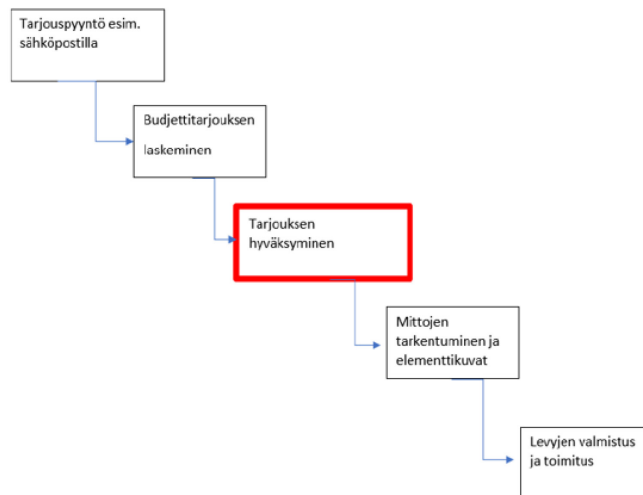 Tarjouspyyntö esim.
sähköpostilla
Budjettitarjouksen
laskeminen
Tarjouksen
hyväksyminen
Mittojen
tarkentuminen ja
elementtikuvat
Levyjen valmistus
ja toimitus